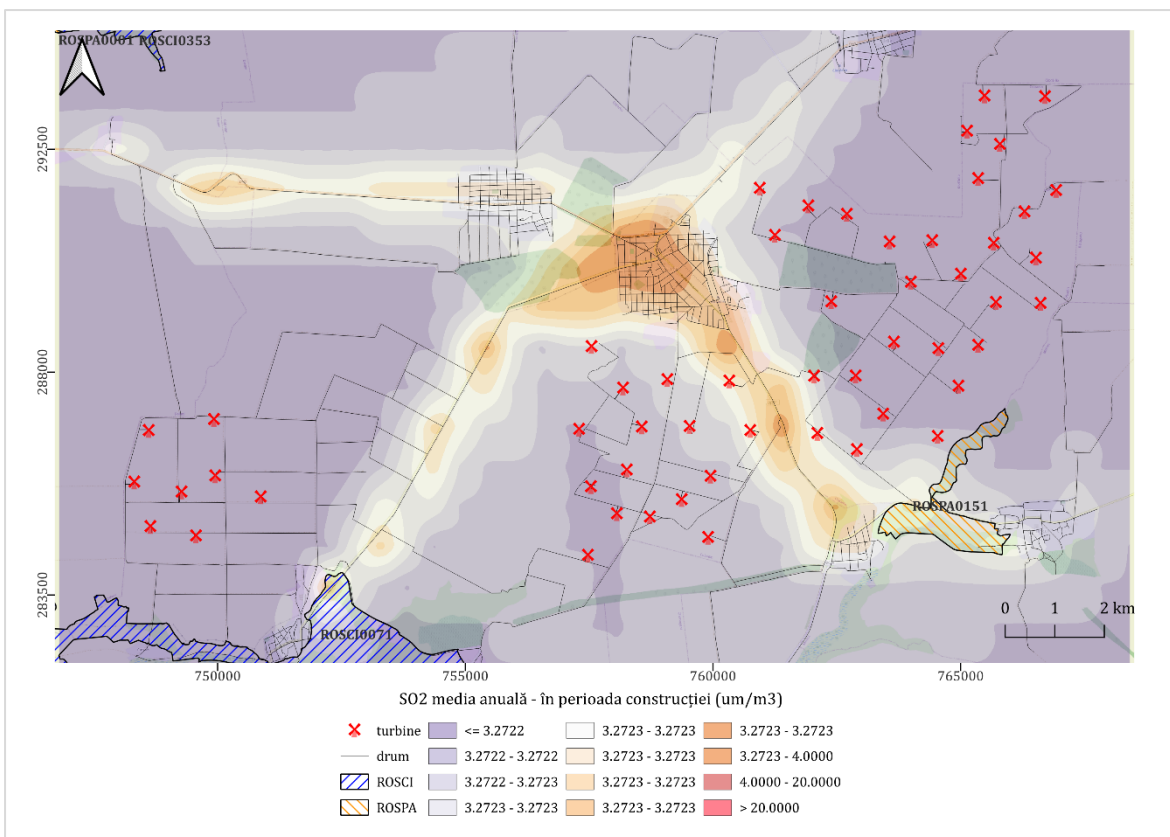 ROSPA0001 ROSCI0353
292500
288000
283500
ROSPA0151
ROSCI0071
0 1 2 km
750000 755000 760000 765000
SO2 media anuală - în perioada construcției (um/m3)
turbine <= 3.2722 3.2723 - 3.2723 3.2723 - 3.2723
drum 3.2722 - 3.2722 3.2723 - 3.2723 3.2723 - 4.0000
ROSCI 3.2722 - 3.2723 3.2723 - 3.2723 4.0000 - 20.0000
ROSPA 3.2723 - 3.2723 3.2723 - 3.2723 > 20.0000